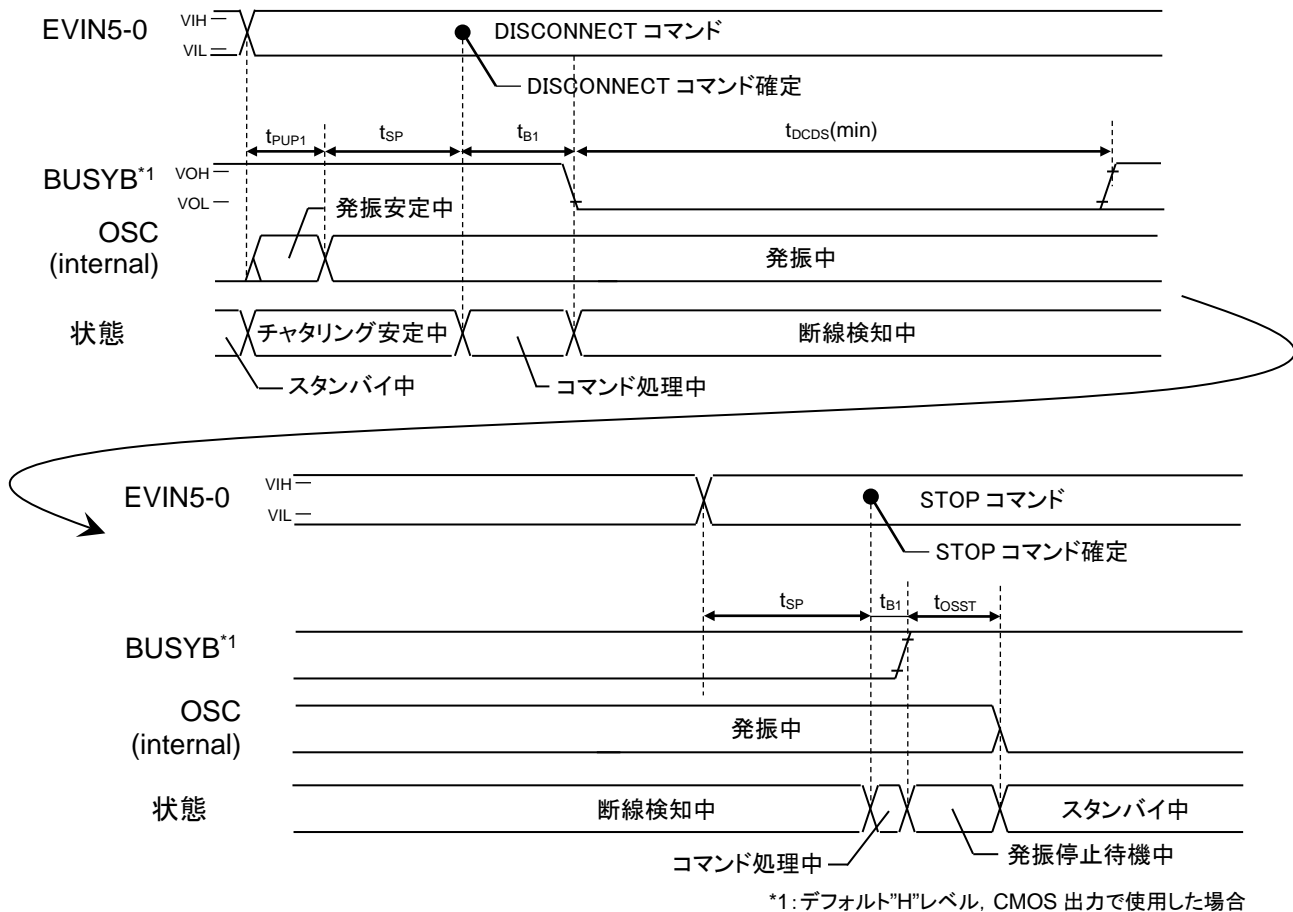 EVIN5-0
VIH
VIL
DISCONNECT コマンド
DISCONNECT コマンド確定
tPUP1
tSP
tB1
tDCDS(min)
BUSYB*1
VOH
VOL
発振安定中
OSC
(internal)
発振中
状態
チャタリング安定中
断線検知中
スタンバイ中
コマンド処理中
EVIN5-0
VIH
VIL
STOP コマンド
STOP コマンド確定
tSP
tB1
tOSST
BUSYB*1
OSC
(internal)
発振中
状態
断線検知中
スタンバイ中
コマンド処理中
発振停止待機中
*1:デフォルト"H"レベル, CMOS 出力で使用した場合